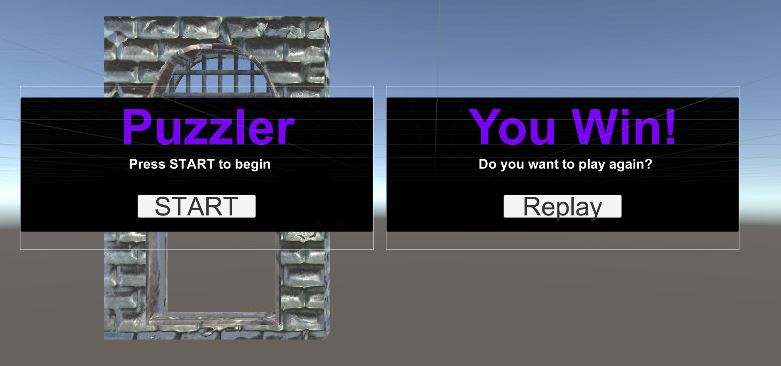 Puzzler
Press START to begin
START
You Win!
Do you want to play again?
Replay